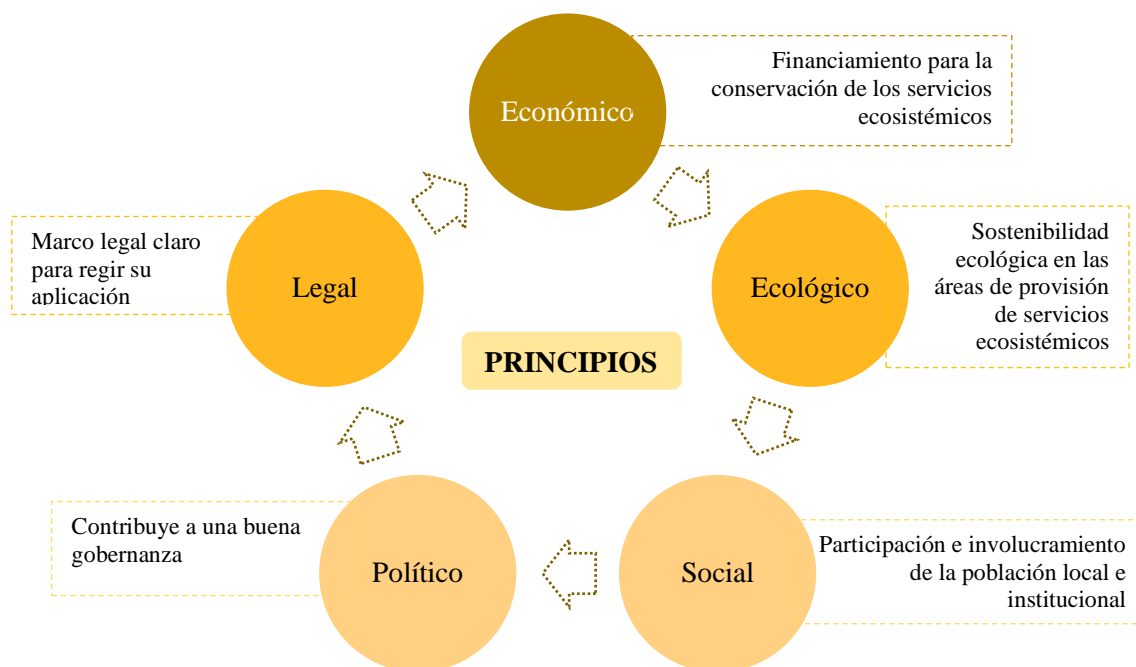 Económico
Financiamiento para la
conservación de los servicios
ecosistémicos
Ecológico
Sostenibilidad
ecológica en las
áreas de provisión
de servicios
ecosistémicos
Social
Participación e involucramiento
de la población local e
institucional
Político
Contribuye a una buena
gobernanza
Legal
Marco legal claro
para regir su
aplicación
PRINCIPIOS